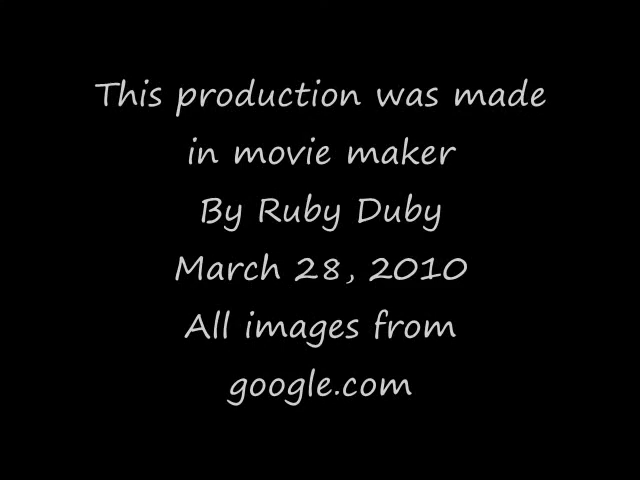 This production was made
in movie maker
By Ruby Duby
March 28, 2010
All images from
google.com